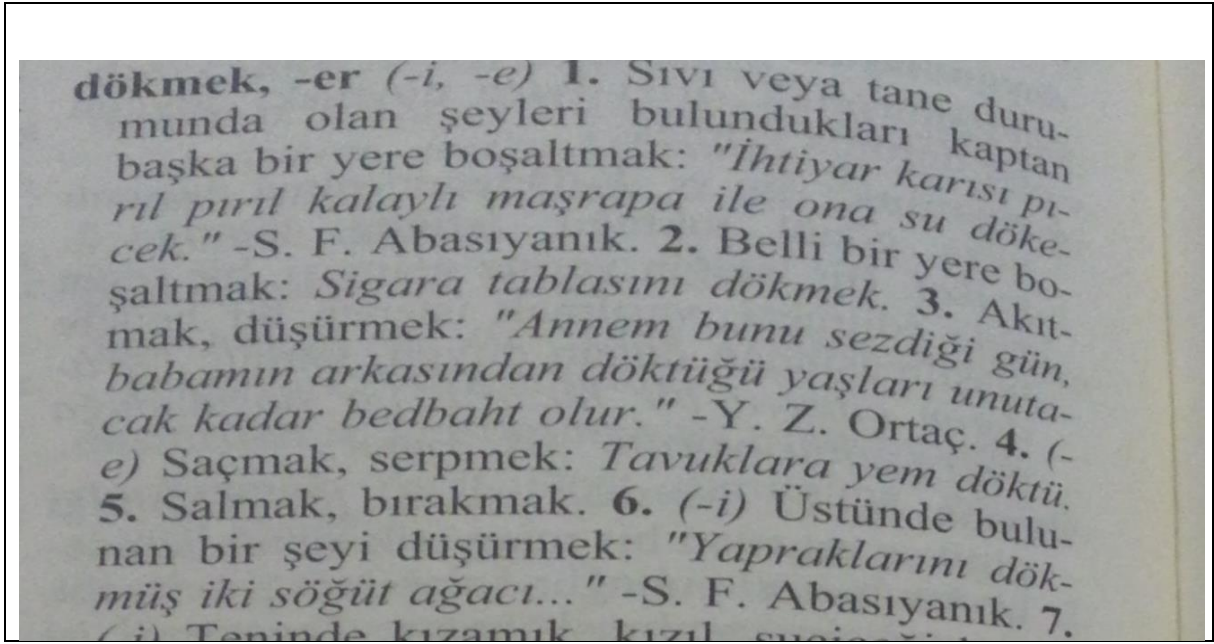 dökmek, -er (-i, -e) 1. Sıvı veya tane duru-
munda olan şeyleri bulundukları kaptan
başka bir yere boşaltmak: "İhtiyar karısı pı-
rıl pırıl kalaylı maşrapa ile ona su döke-
cek." -S. F. Abasıyanık. 2. Belli bir yere bo-
şaltmak: Sigara tablasını dökmek. 3. Akıt-
mak, düşürmek: "Annem bunu sezdiği gün,
babamın arkasından döktüğü yaşları unuta-
cak kadar bedbaht olur." -Y. Z. Ortaç. 4. (-
e) Saçmak, serpmek: Tavuklara yem döktü.
5. Salmak, bırakmak. 6. (-i) Üstünde bulu-
nan bir şeyi düşürmek: "Yapraklarını dök-
müş iki söğüt ağacı..." -S. F. Abasıyanık. 7.
(-i) Teninde kızamık kızıl